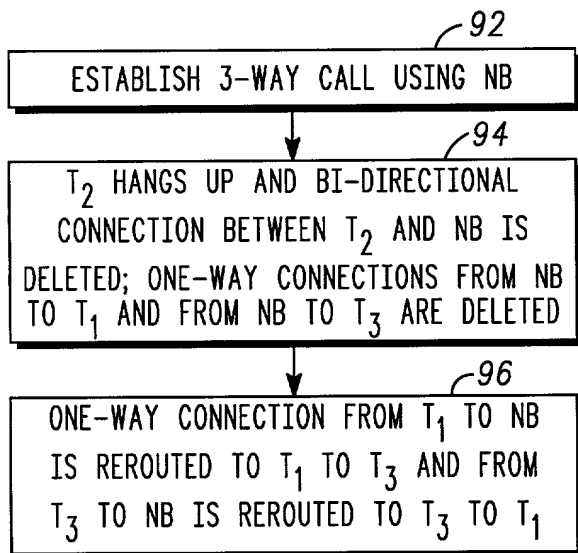 92
ESTABLISH 3-WAY CALL USING NB
94
T2 HANGS UP AND BI-DIRECTIONAL
CONNECTION BETWEEN T2 AND NB IS
DELETED; ONE-WAY CONNECTIONS FROM NB
TO T1 AND FROM NB TO T3 ARE DELETED
96
ONE-WAY CONNECTION FROM T1 TO NB
IS REROUTED TO T1 TO T3 AND FROM
T3 TO NB IS REROUTED TO T3 TO T1